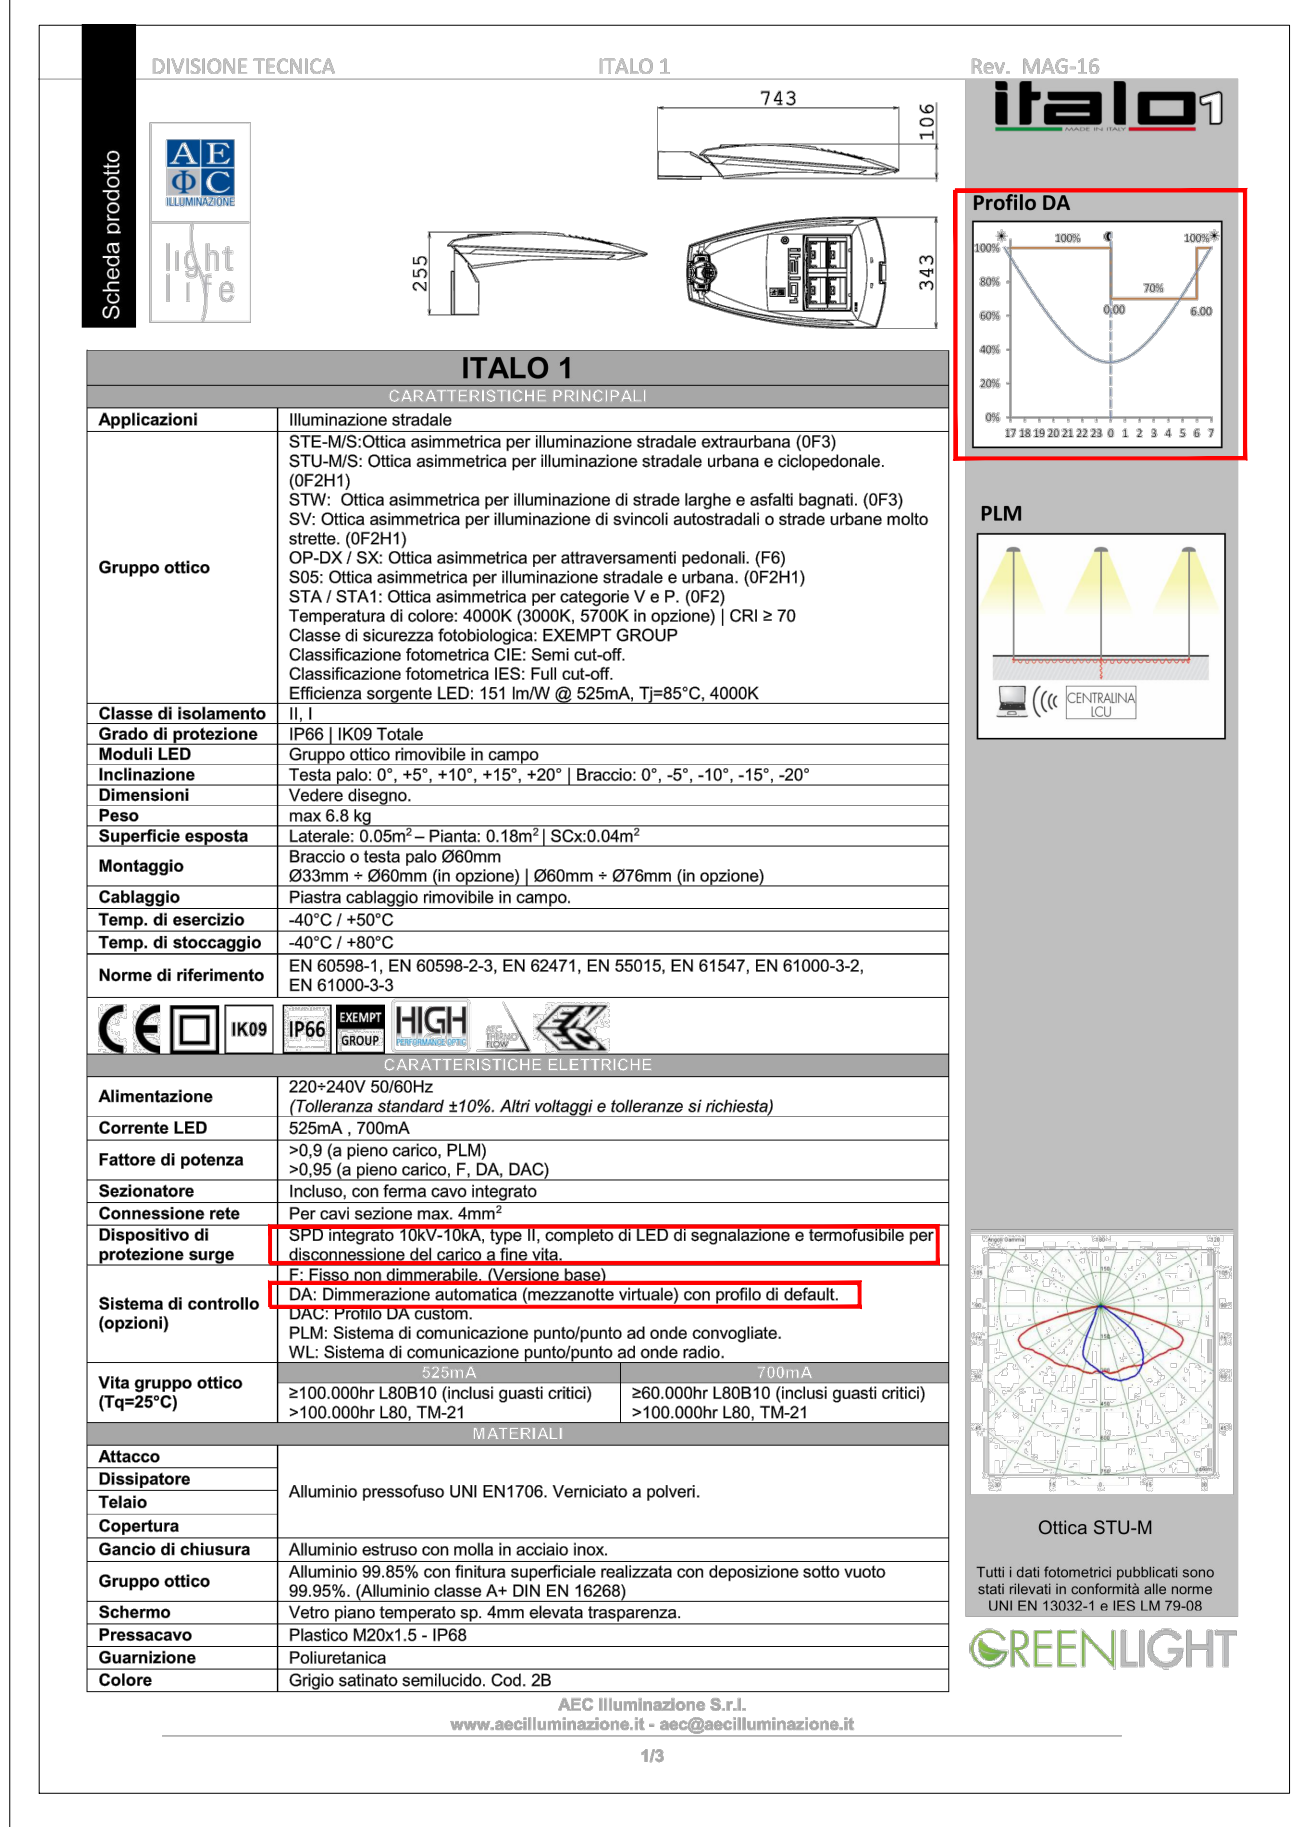 DIVISIONE TECNICA
ITALO 1
Rev. MAG-16
Scheda prodotto
AEC
ILLUMINAZIONE
light
life
743
106
255
343
italo1
MADE IN ITALY
Profilo DA
100%
100%
100%
80%
70%
0.00
6.00
60%
40%
20%
0%
17 18 19 20 21 22 23 0 1 2 3 4 5 6 7
PLM
CENTRALINA
LCU
ITALO 1
CARATTERISTICHE PRINCIPALI
Applicazioni
Illuminazione stradale
Gruppo ottico
STE-M/S:Ottica asimmetrica per illuminazione stradale extraurbana (0F3)
STU-M/S: Ottica asimmetrica per illuminazione stradale urbana e ciclopedonale.
(0F2H1)
STW: Ottica asimmetrica per illuminazione di strade larghe e asfalti bagnati. (0F3)
SV: Ottica asimmetrica per illuminazione di svincoli autostradali o strade urbane molto
strette. (0F2H1)
OP-DX / SX: Ottica asimmetrica per attraversamenti pedonali. (F6)
S05: Ottica asimmetrica per illuminazione stradale e urbana. (0F2H1)
STA / STA1: Ottica asimmetrica per categorie V e P. (0F2)
Temperatura di colore: 4000K (3000K, 5700K in opzione) | CRI ≥ 70
Classe di sicurezza fotobiologica: EXEMPT GROUP
Classificazione fotometrica CIE: Semi cut-off.
Classificazione fotometrica IES: Full cut-off.
Efficienza sorgente LED: 151 lm/W @ 525mA, Tj=85°C, 4000K
Classe di isolamento
II, I
Grado di protezione
IP66 | IK09 Totale
Moduli LED
Gruppo ottico rimovibile in campo
Inclinazione
Testa palo: 0°, +5°, +10°, +15°, +20° | Braccio: 0°, -5°, -10°, -15°, -20°
Dimensioni
Vedere disegno.
Peso
max 6.8 kg
Superficie esposta
Laterale: 0.05m² – Pianta: 0.18m² | SCx:0.04m²
Montaggio
Braccio o testa palo Ø60mm
Ø33mm ÷ Ø60mm (in opzione) | Ø60mm ÷ Ø76mm (in opzione)
Cablaggio
Piastra cablaggio rimovibile in campo.
Temp. di esercizio
-40°C / +50°C
Temp. di stoccaggio
-40°C / +80°C
Norme di riferimento
EN 60598-1, EN 60598-2-3, EN 62471, EN 55015, EN 61547, EN 61000-3-2,
EN 61000-3-3
CE
IK09
IP66
EXEMPT
GROUP
HIGH
PERFORMANCE OPTIC
AEC
THERMO
FLOW
CARATTERISTICHE ELETTRICHE
Alimentazione
220÷240V 50/60Hz
(Tolleranza standard ±10%. Altri voltaggi e tolleranze si richiesta)
Corrente LED
525mA , 700mA
Fattore di potenza
>0,9 (a pieno carico, PLM)
>0,95 (a pieno carico, F, DA, DAC)
Sezionatore
Incluso, con ferma cavo integrato
Connessione rete
Per cavi sezione max. 4mm²
Dispositivo di
protezione surge
SPD integrato 10kV-10kA, type II, completo di LED di segnalazione e termofusibile per
disconnessione del carico a fine vita.
Sistema di controllo
(opzioni)
F: Fisso non dimmerabile. (Versione base)
DA: Dimmerazione automatica (mezzanotte virtuale) con profilo di default.
DAC: Profilo DA custom.
PLM: Sistema di comunicazione punto/punto ad onde convogliate.
WL: Sistema di comunicazione punto/punto ad onde radio.
Vita gruppo ottico
(Tq=25°C)
525mA
700mA
≥100.000hr L80B10 (inclusi guasti critici)
>100.000hr L80, TM-21
≥60.000hr L80B10 (inclusi guasti critici)
>100.000hr L80, TM-21
MATERIALI
Attacco
Dissipatore
Telaio
Copertura
Alluminio pressofuso UNI EN1706. Verniciato a polveri.
Gancio di chiusura
Alluminio estruso con molla in acciaio inox.
Gruppo ottico
Alluminio 99.85% con finitura superficiale realizzata con deposizione sotto vuoto
99.95%. (Alluminio classe A+ DIN EN 16268)
Schermo
Vetro piano temperato sp. 4mm elevata trasparenza.
Pressacavo
Plastico M20x1.5 - IP68
Guarnizione
Poliuretanica
Colore
Grigio satinato semilucido. Cod. 2B
Ottica STU-M
Tutti i dati fotometrici pubblicati sono
stati rilevati in conformità alle norme
UNI EN 13032-1 e IES LM 79-08
GREENLIGHT
AEC Illuminazione S.r.l.
www.aecilluminazione.it - aec@aecilluminazione.it
1/3